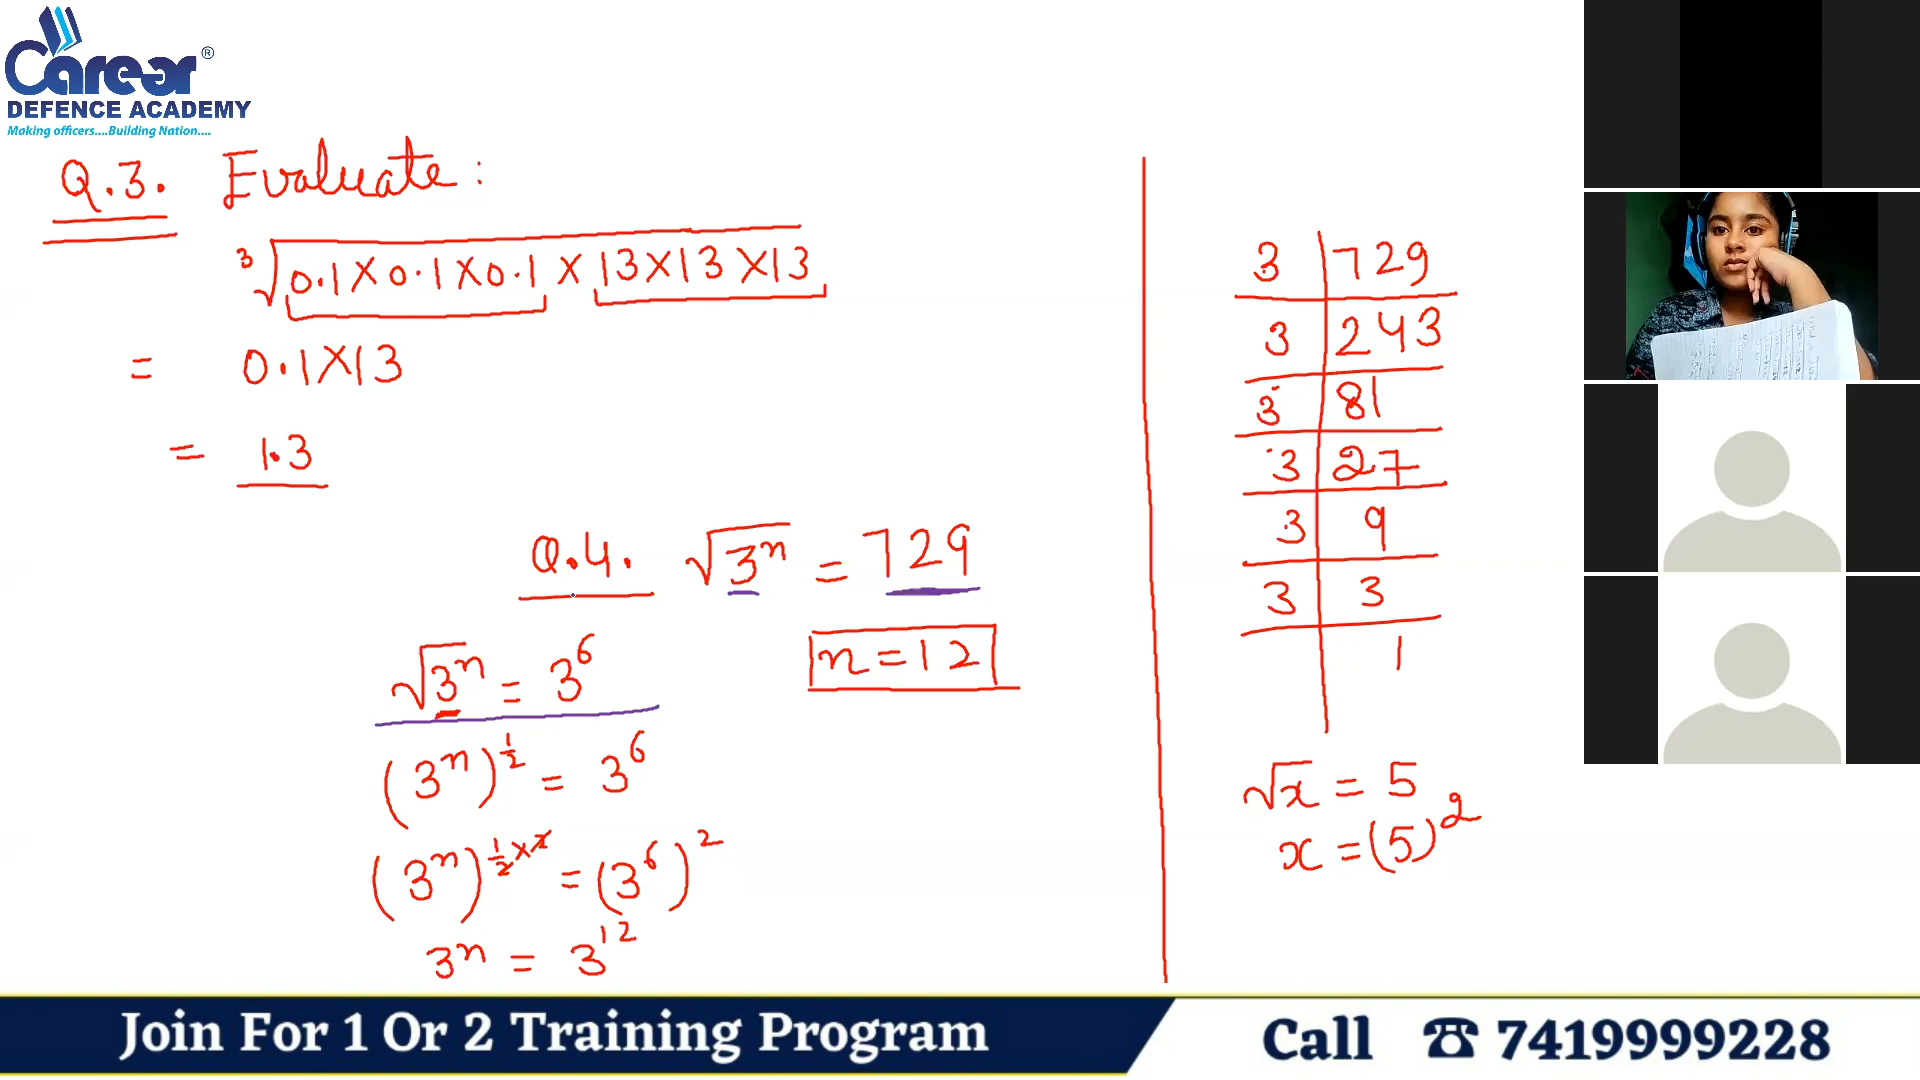 Carear®
DEFENCE ACADEMY
Making officers....Building Nation....
Q.3. Evaluate:
³√0.1×0.1×0.1 × 13×13×13
= 0.1×13
= 1.3
Q.4. √3ⁿ = 729
n=12
√3ⁿ = 3⁶
(3ⁿ)^½ = 3⁶
(3ⁿ)^½×2 = (3⁶)²
3ⁿ = 3¹²
3 729
3 243
3 81
3 27
3 9
3 3
1
√x = 5
x = (5)²
Join For 1 Or 2 Training Program
Call ☎ 7419999228